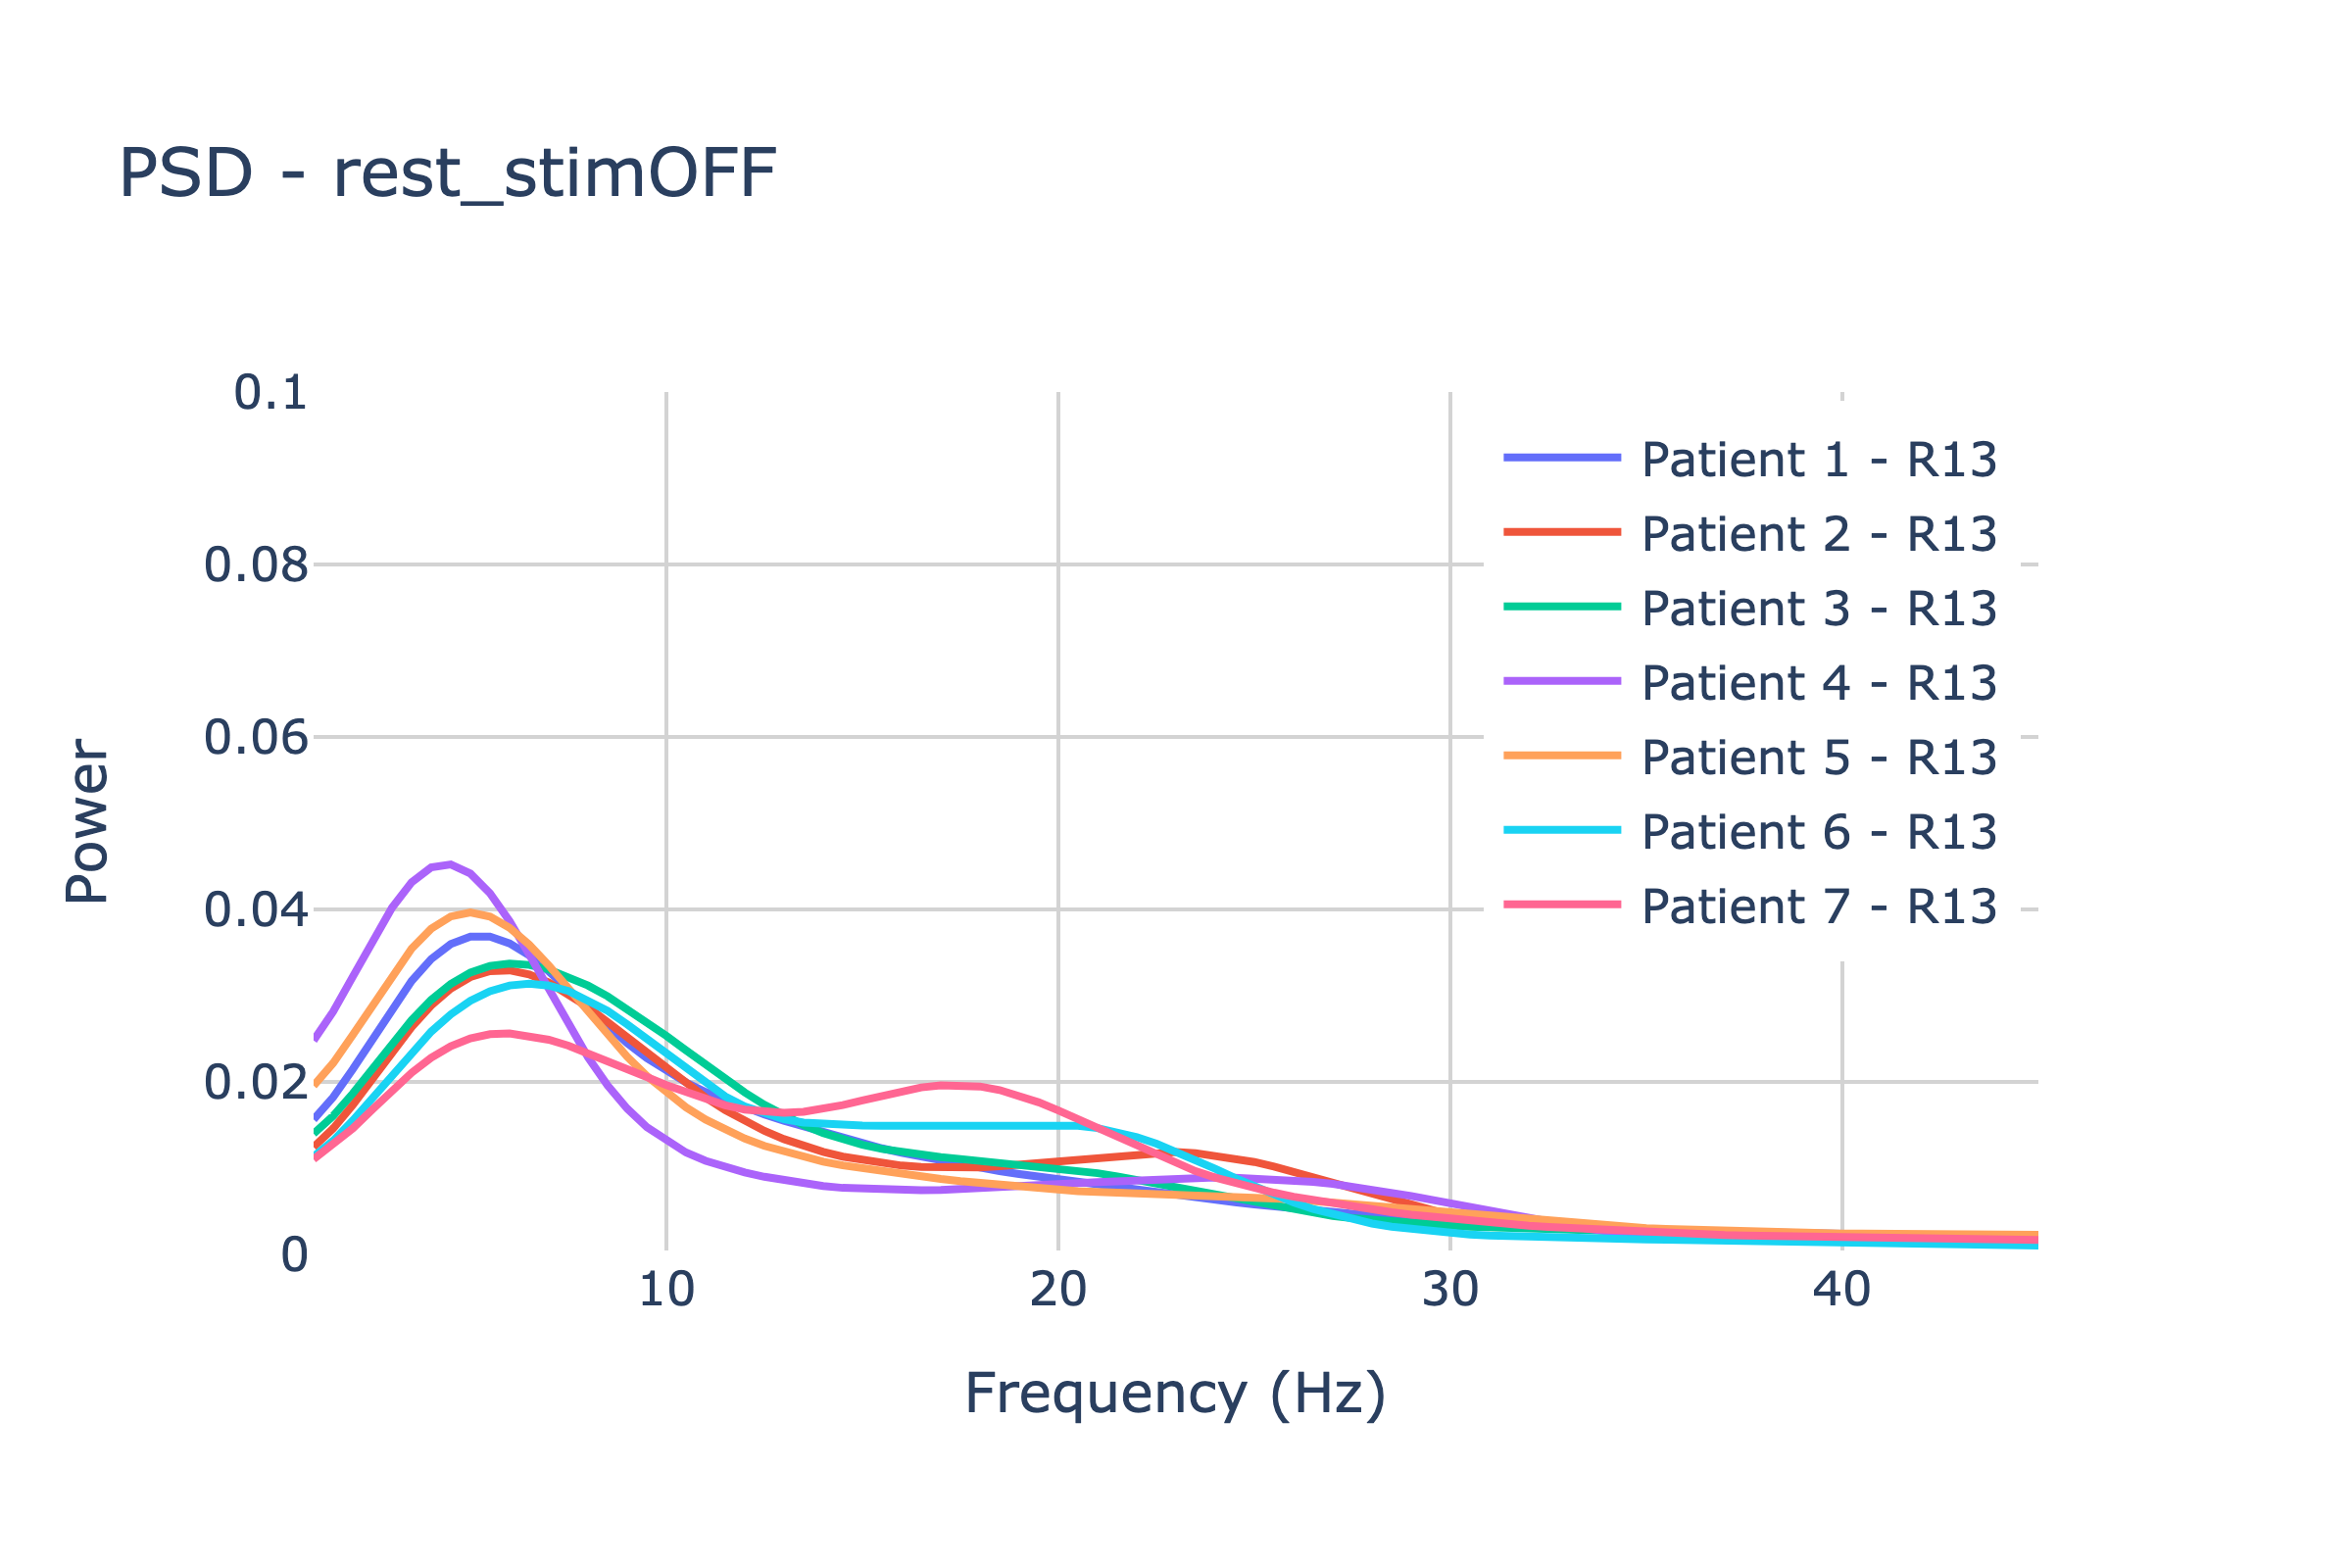 PSD - rest_stimOFF
0.1
0.08
0.06
0.04
0.02
0
Power
10 20 30 40
Frequency (Hz)
Patient 1 - R13
Patient 2 - R13
Patient 3 - R13
Patient 4 - R13
Patient 5 - R13
Patient 6 - R13
Patient 7 - R13